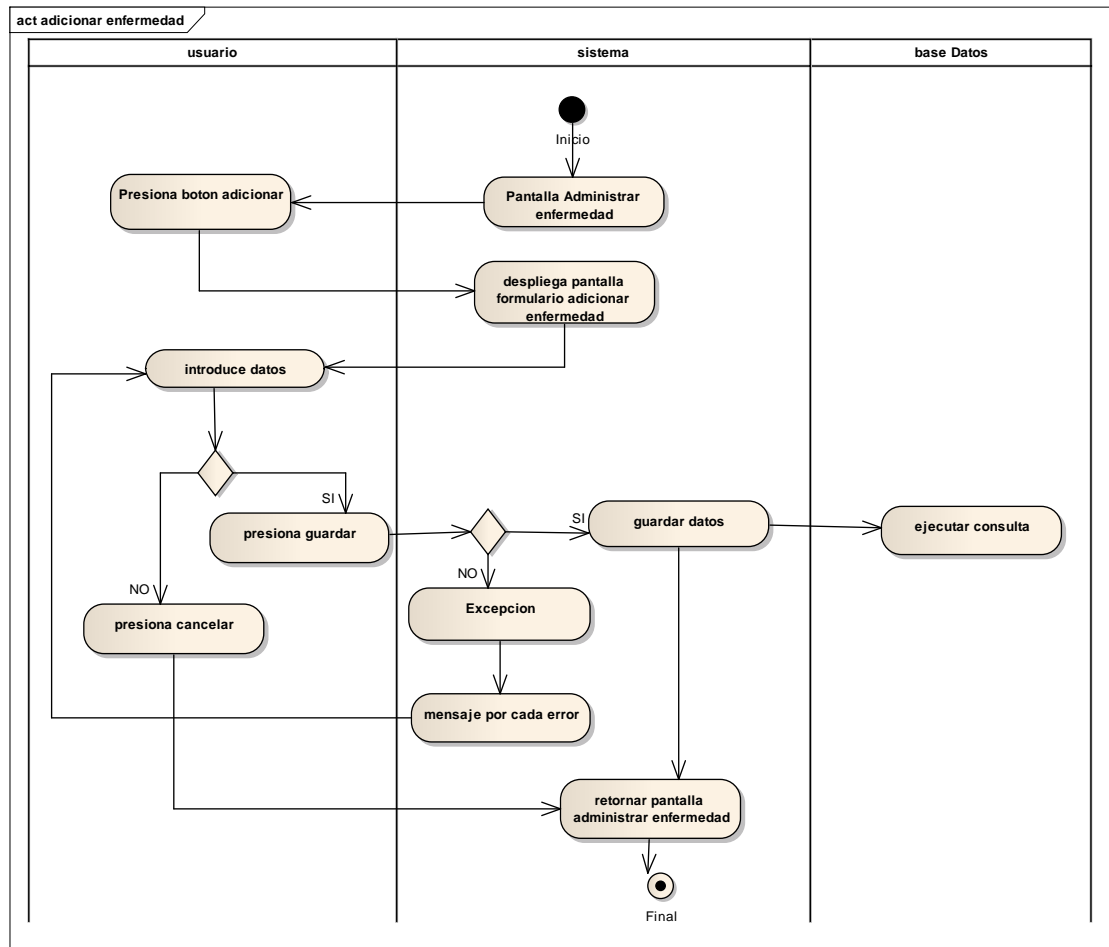 act adicionar enfermedad
usuario
sistema
base Datos
Inicio
Presiona boton adicionar
Pantalla Administrar
enfermedad
despliega pantalla
formulario adicionar
enfermedad
introduce datos
SI
presiona guardar
SI
guardar datos
ejecutar consulta
NO
Excepcion
NO
presiona cancelar
mensaje por cada error
retornar pantalla
administrar enfermedad
Final